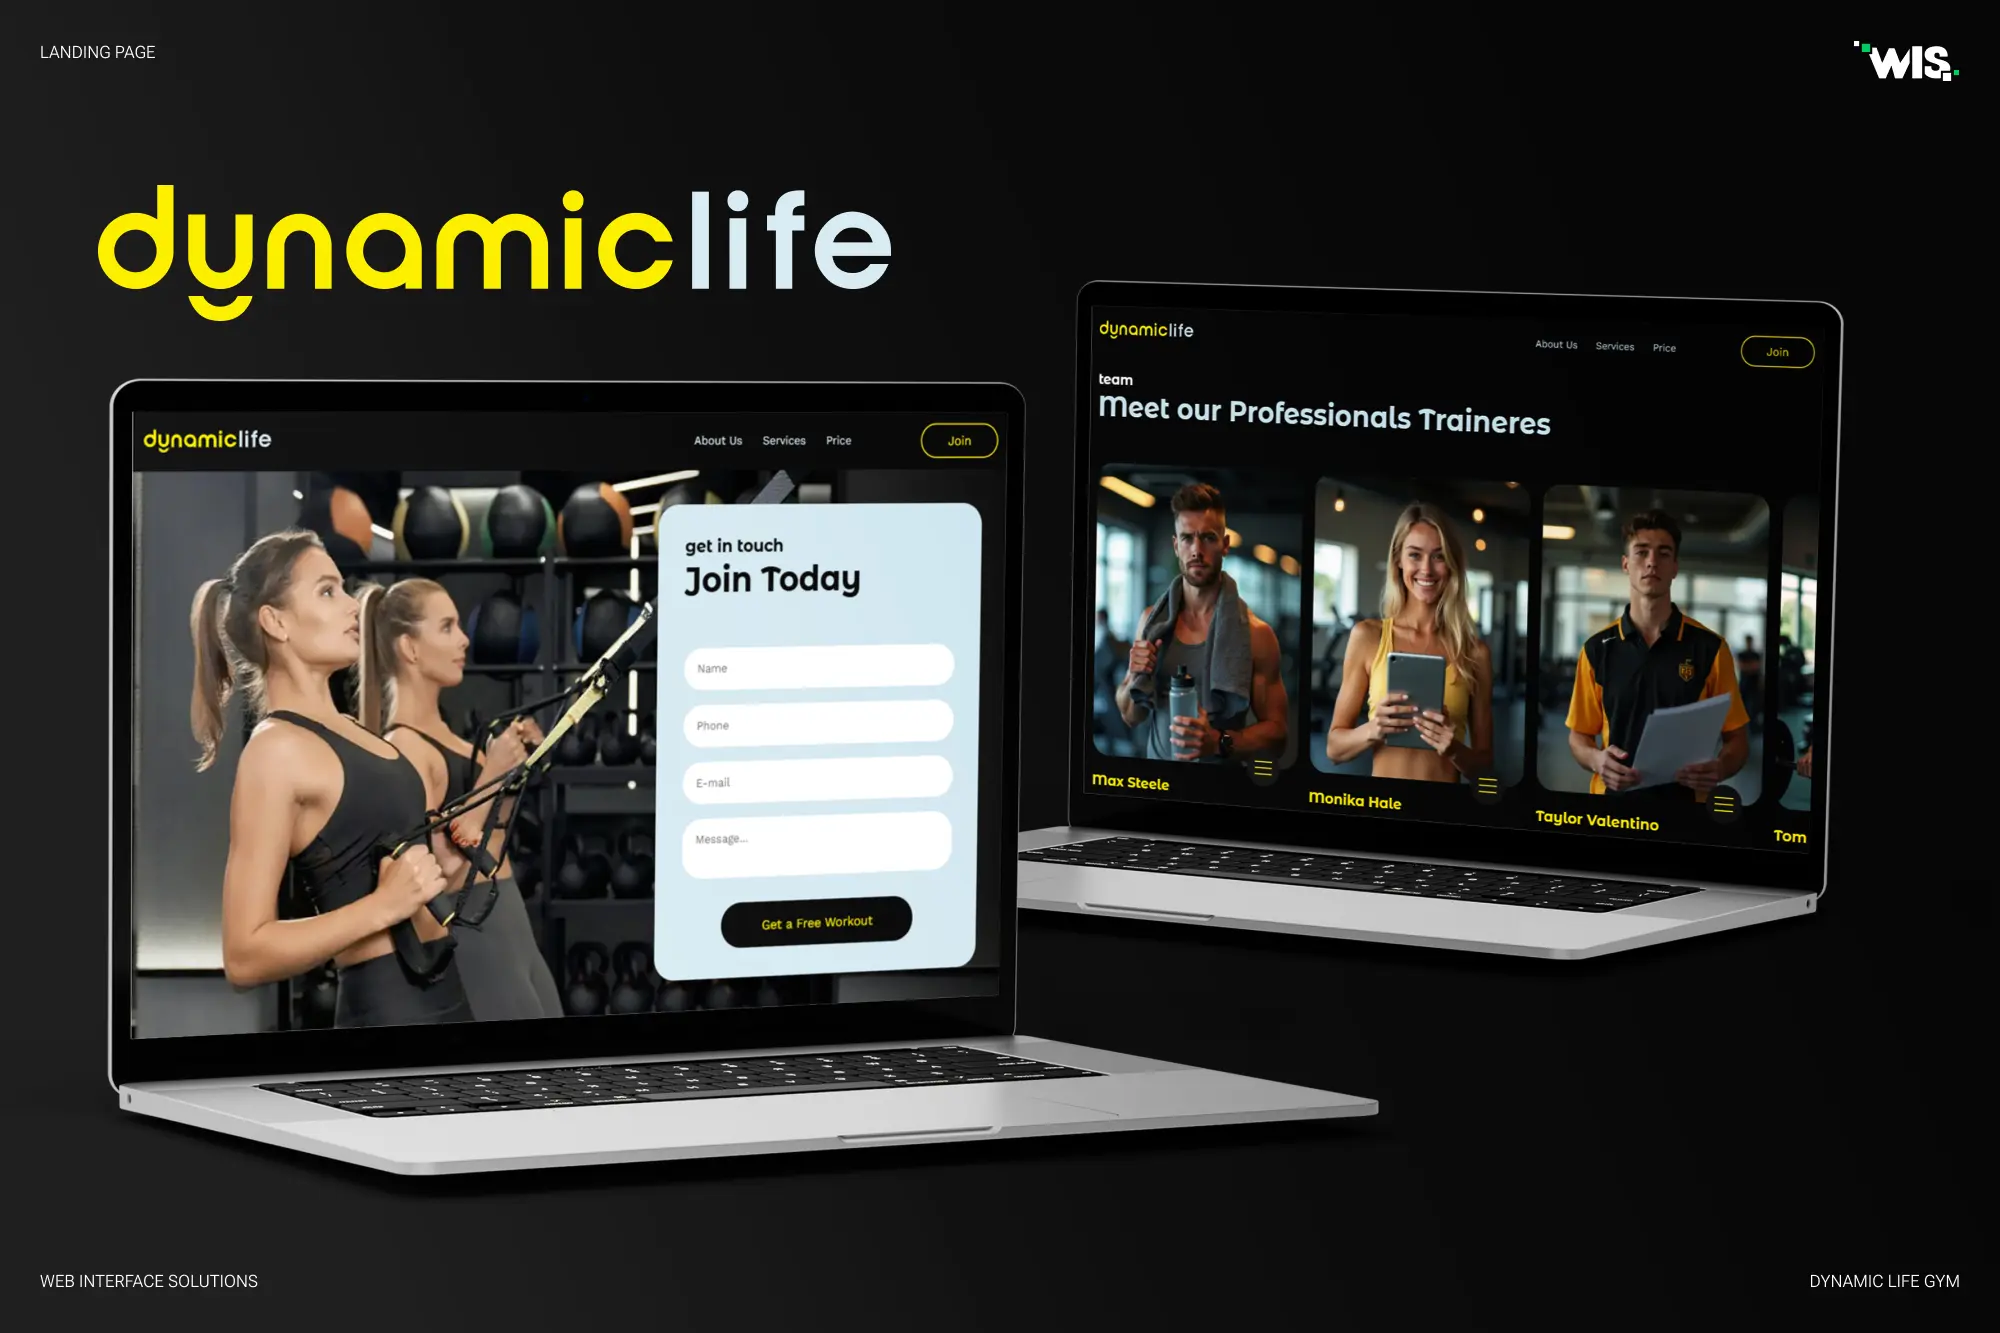 LANDING PAGE
WIS.
dynamiclife
dynamiclife
About Us Services Price
Join
get in touch
Join Today
Name
Phone
E-mail
Message...
Get a Free Workout
dynamiclife
About Us Services Price
Join
team
Meet our Professionals Traineres
Max Steele
Monika Hale
Taylor Valentino
Tom
WEB INTERFACE SOLUTIONS
DYNAMIC LIFE GYM